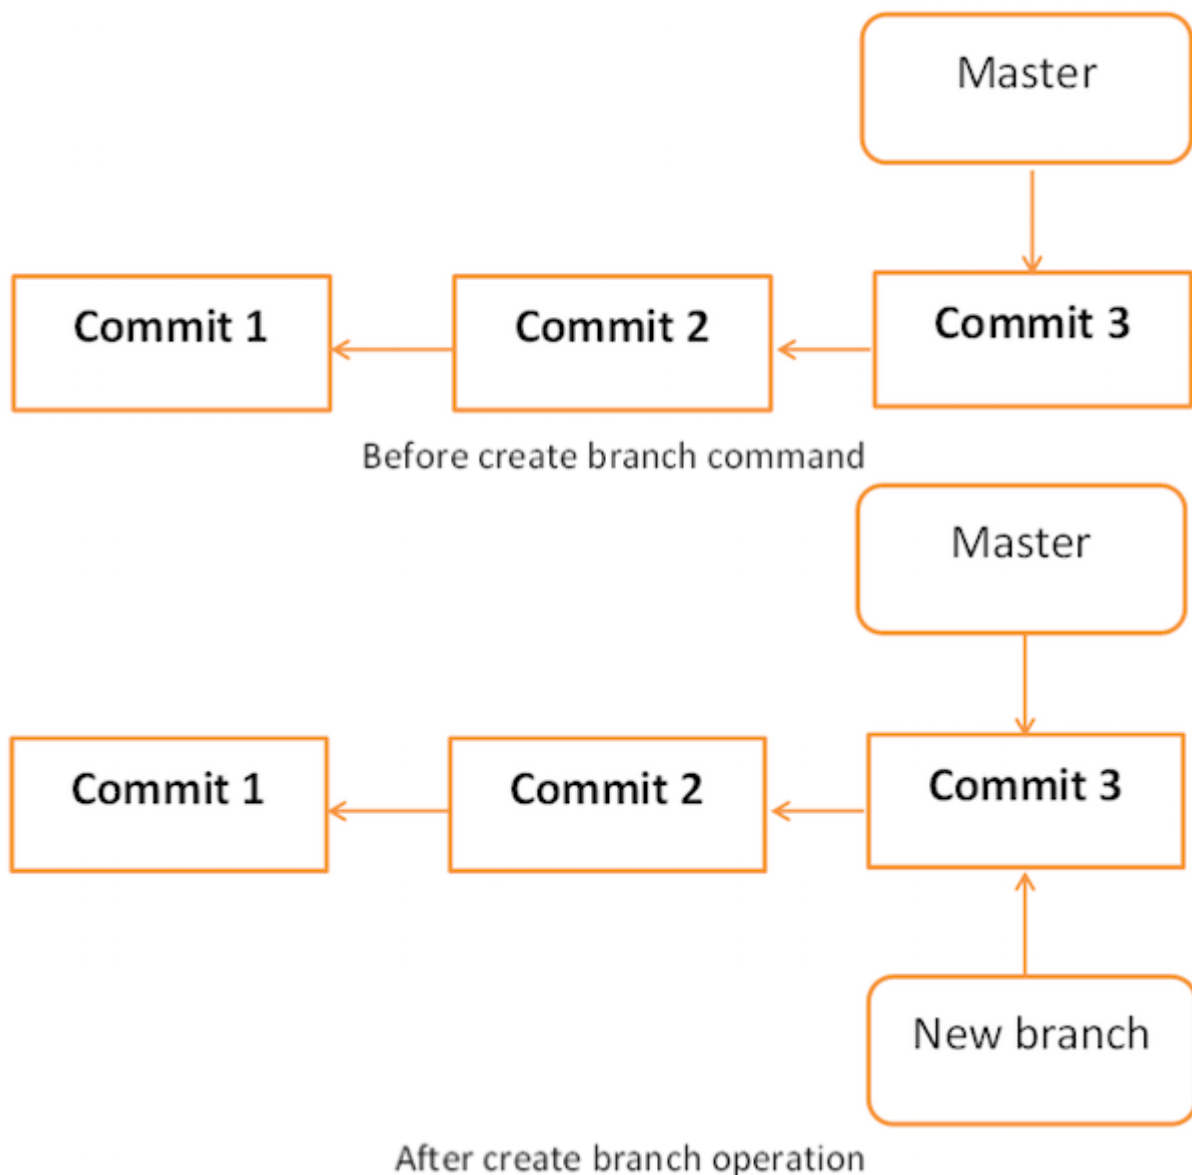 Master
Commit 1
Commit 2
Commit 3
Before create branch command
Master
Commit 1
Commit 2
Commit 3
New branch
After create branch operation